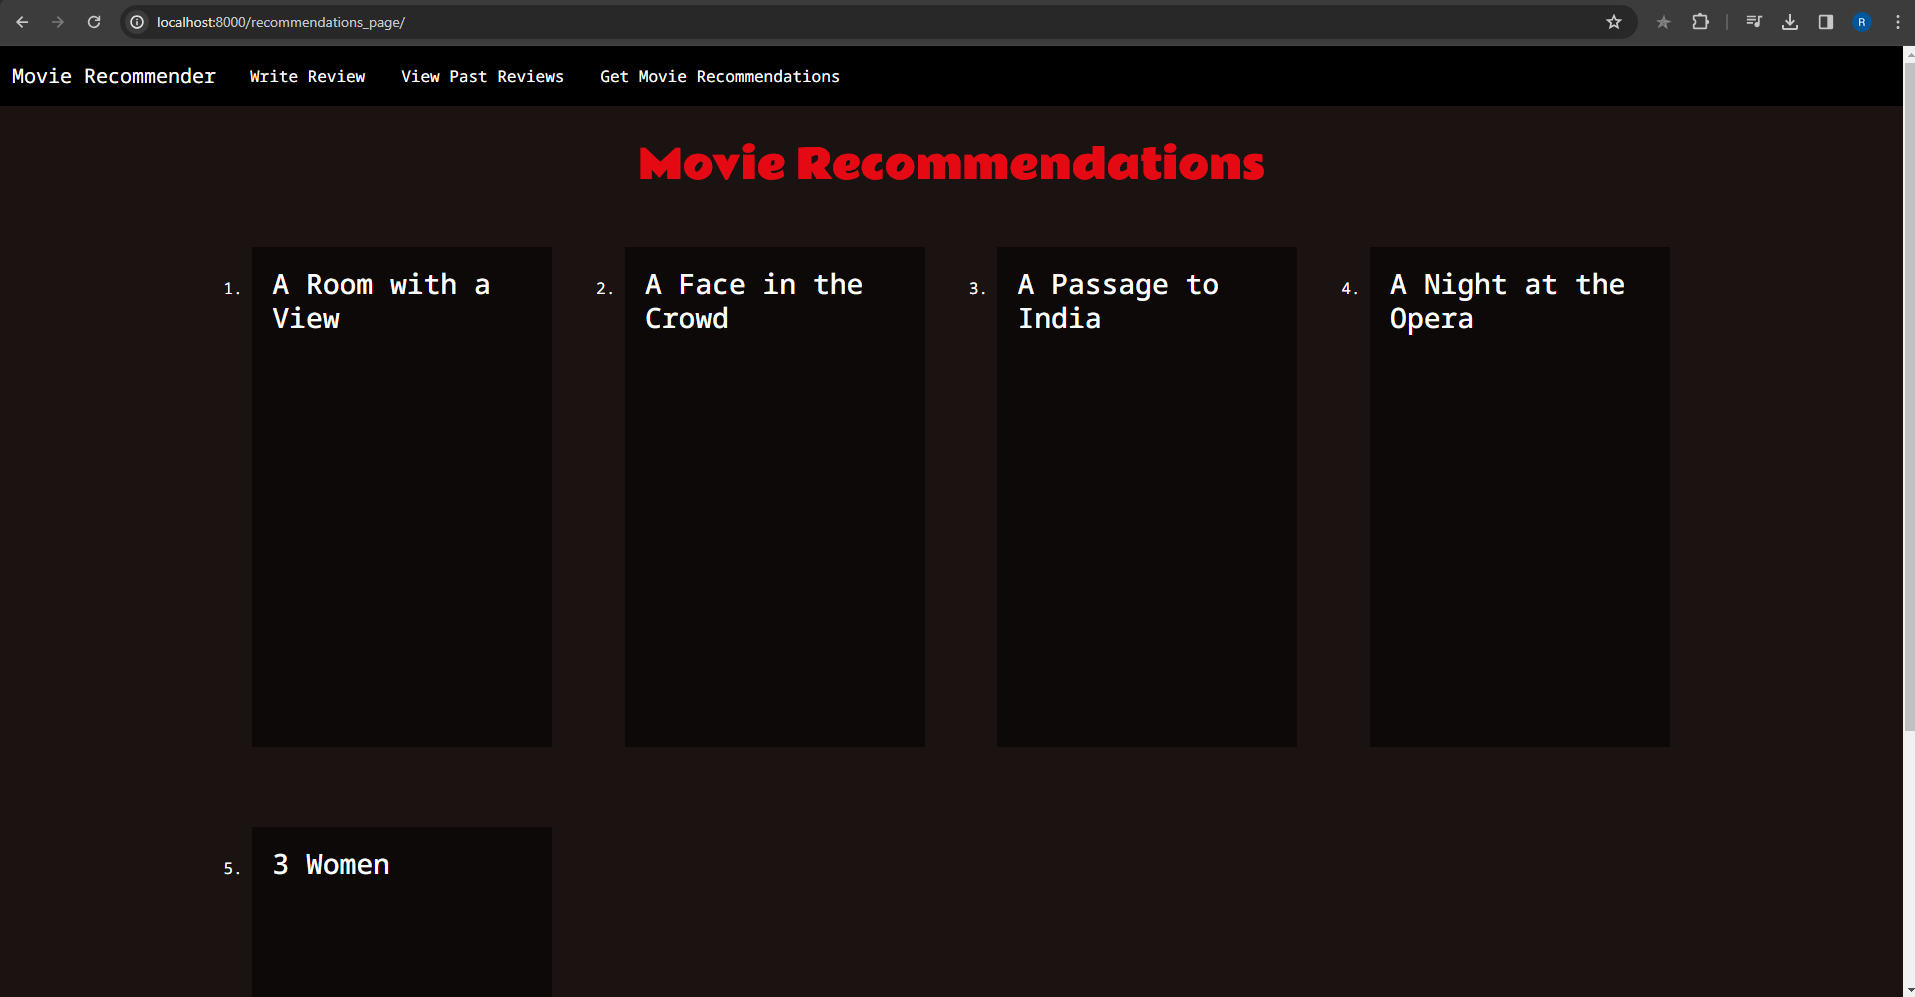 localhost:8000/recommendations_page/
R
Movie Recommender Write Review View Past Reviews Get Movie Recommendations
Movie Recommendations
1. A Room with a
View
2. A Face in the
Crowd
3. A Passage to
India
4. A Night at the
Opera
5. 3 Women